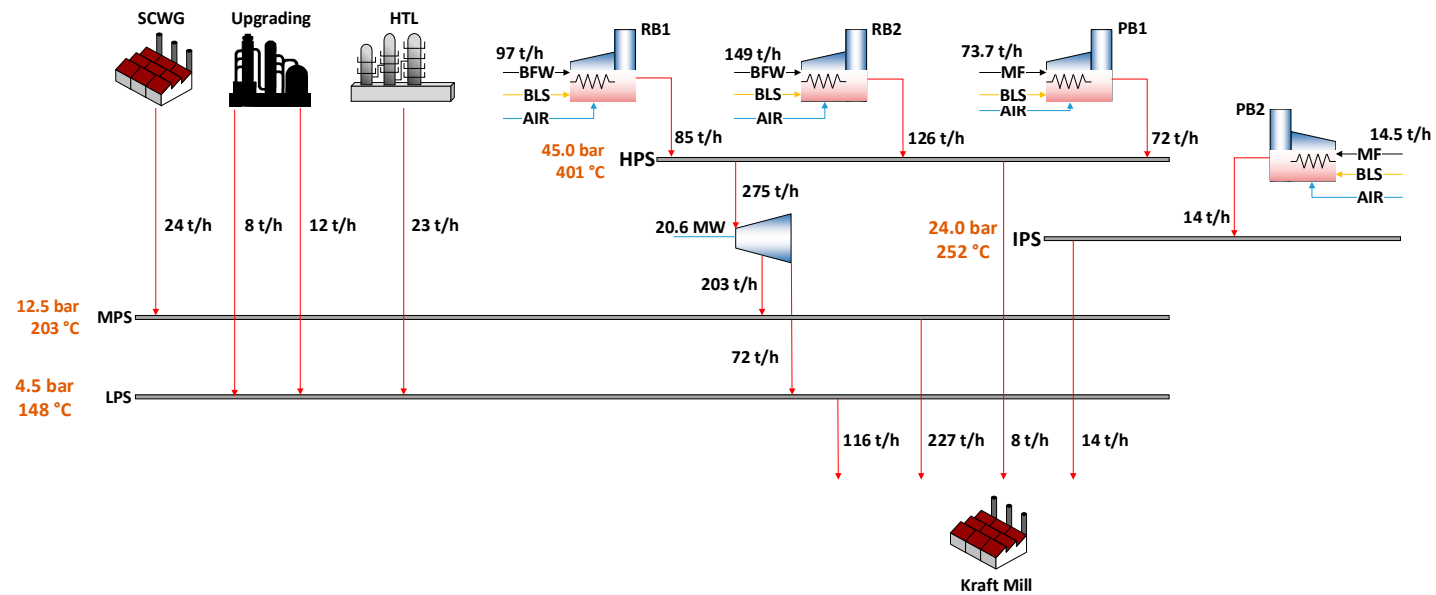 SCWG
Upgrading
HTL
RB1
RB2
PB1
97 t/h
BFW
BLS
AIR
149 t/h
BFW
BLS
AIR
73.7 t/h
MF
BLS
AIR
PB2
14.5 t/h
MF
BLS
AIR
85 t/h
126 t/h
72 t/h
45.0 bar
401 °C
HPS
275 t/h
20.6 MW
24.0 bar
252 °C
IPS
14 t/h
24 t/h
8 t/h
12 t/h
23 t/h
203 t/h
12.5 bar
203 °C
MPS
72 t/h
4.5 bar
148 °C
LPS
116 t/h
227 t/h
8 t/h
14 t/h
Kraft Mill